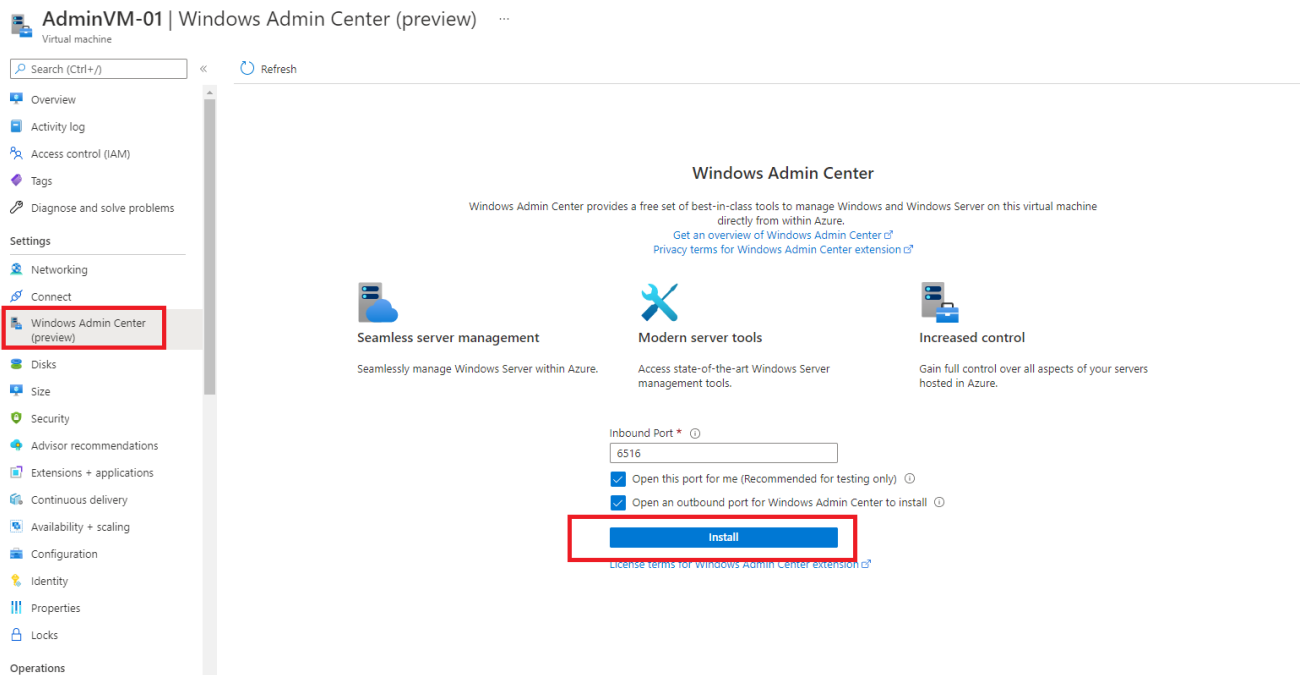 AdminVM-01 | Windows Admin Center (preview) ...
Virtual machine
Search (Ctrl+/)
«
Refresh
Overview
Activity log
Access control (IAM)
Tags
Diagnose and solve problems
Settings
Networking
Connect
Windows Admin Center
(preview)
Disks
Size
Security
Advisor recommendations
Extensions + applications
Continuous delivery
Availability + scaling
Configuration
Identity
Properties
Locks
Operations
Windows Admin Center
Windows Admin Center provides a free set of best-in-class tools to manage Windows and Windows Server on this virtual machine
directly from within Azure.
Get an overview of Windows Admin Center
Privacy terms for Windows Admin Center extension
Seamless server management
Seamlessly manage Windows Server within Azure.
Modern server tools
Access state-of-the-art Windows Server
management tools.
Increased control
Gain full control over all aspects of your servers
hosted in Azure.
Inbound Port *
6516
Open this port for me (Recommended for testing only)
Open an outbound port for Windows Admin Center to install
Install
License terms for Windows Admin Center extension